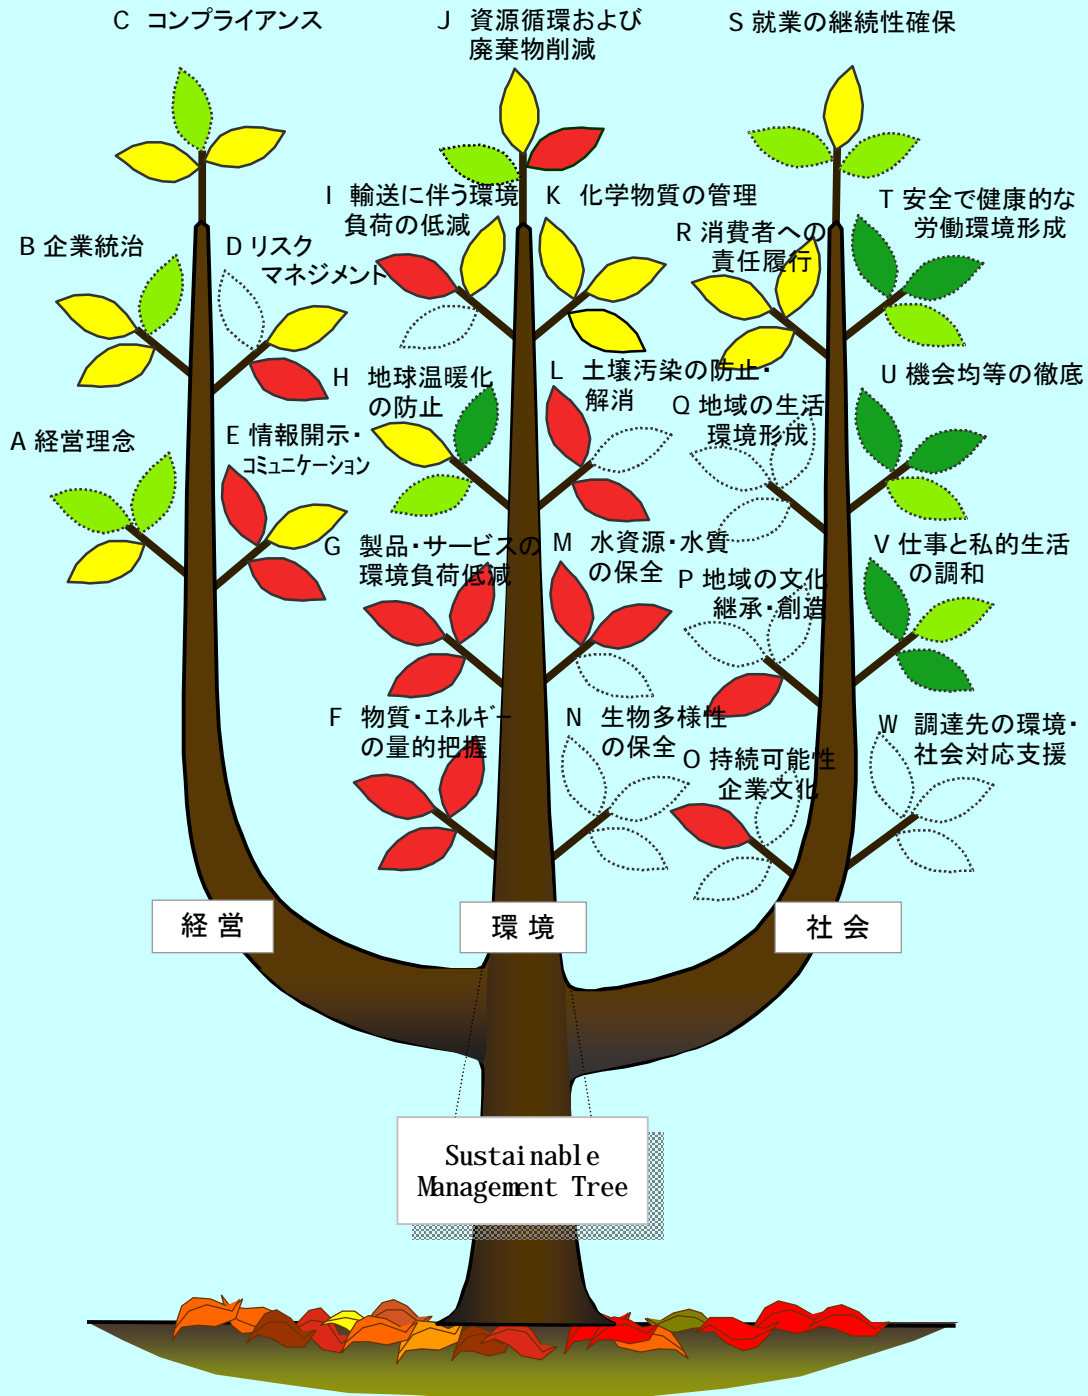 C コンプライアンス
J 資源循環および
廃棄物削減
S 就業の継続性確保
I 輸送に伴う環境
負荷の低減
K 化学物質の管理
T 安全で健康的な
労働環境形成
B 企業統治
D リスク
マネジメント
R 消費者への
責任履行
H 地球温暖化
の防止
L 土壌汚染の防止・
解消
U 機会均等の徹底
Q 地域の生活
環境形成
A 経営理念
E 情報開示・
コミュニケーション
G 製品・サービスの
環境負荷低減
M 水資源・水質
の保全
V 仕事と私的生活
の調和
P 地域の文化
継承・創造
F 物質・エネルギー
の量的把握
N 生物多様性
の保全
O 持続可能性
企業文化
W 調達先の環境・
社会対応支援
経 営
環 境
社 会
Sustainable
Management Tree